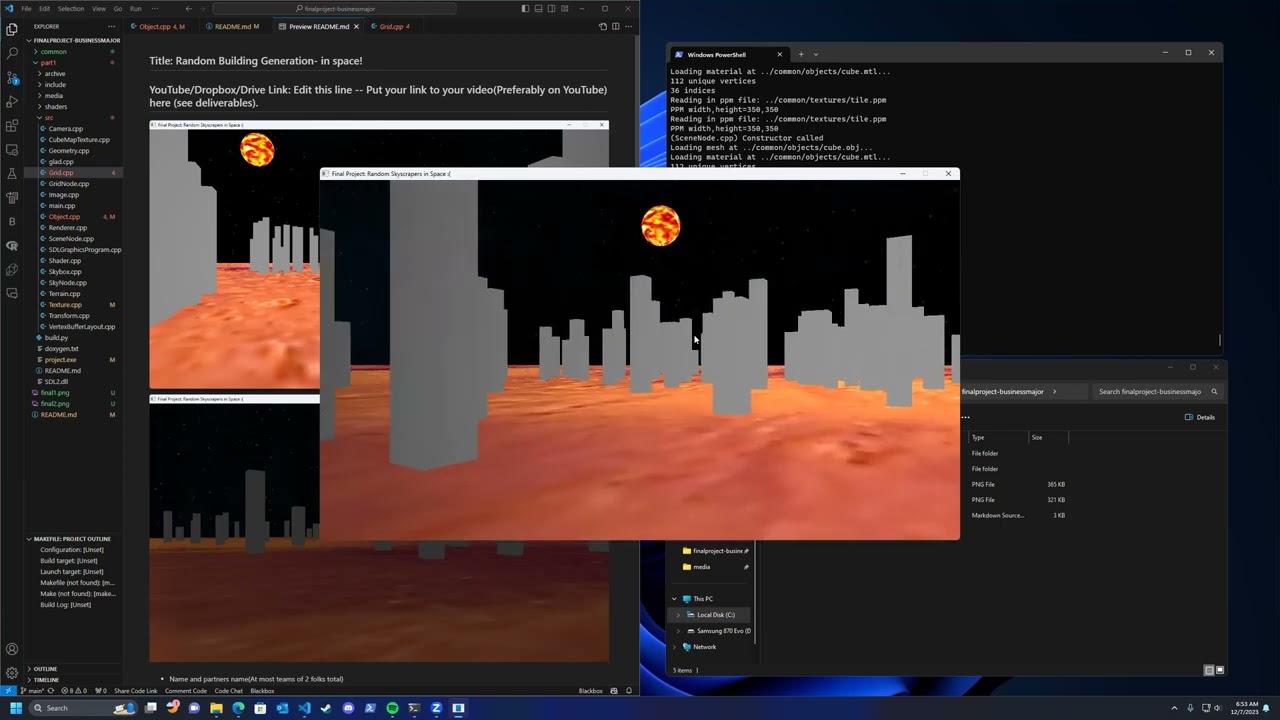 File Edit Selection View Go Run ···
finalproject-businessmajor
EXPLORER
Object.cpp 4, M
README.md M
Preview README.md
Grid.cpp 4
FINALPROJECT-BUSINESSMAJOR
common
part1
archive
include
media
shaders
src
Camera.cpp
CubeMapTexture.cpp
Geometry.cpp
glad.cpp
Grid.cpp 4
GridNode.cpp
Image.cpp
main.cpp
Object.cpp 4, M
Renderer.cpp
SceneNode.cpp
SDLGraphicsProgram.cpp
Shader.cpp
Skybox.cpp
SkyNode.cpp
Terrain.cpp
Texture.cpp M
Transform.cpp
VertexBufferLayout.cpp
build.py
doxygen.txt
project.exe M
README.md
SDL2.dll
final1.png U
final2.png U
README.md M
MAKEFILE: PROJECT OUTLINE
Configuration: [Unset]
Build target: [Unset]
Launch target: [Unset]
Makefile (not found): [m...
Make (not found): [make...
Build Log: [Unset]
OUTLINE
TIMELINE
Title: Random Building Generation- in space!
YouTube/Dropbox/Drive Link: Edit this line -- Put your link to your video(Preferably on YouTube)
here (see deliverables).
Final Project: Random Skyscrapers in Space :(
Final Project: Random Skyscrapers in Space :(
Final Project: Random Skyscrapers in Space :(
• Name and partners name(At most teams of 2 folks total)
main*
8 0
0
Share Code Link
Comment Code
Code Chat
Blackbox
Blackbox
Windows PowerShell
Loading material at ../common/objects/cube.mtl...
112 unique vertices
36 indices
Reading in ppm file: ../common/textures/tile.ppm
PPM width,height=350,350
Reading in ppm file: ../common/textures/tile.ppm
PPM width,height=350,350
(SceneNode.cpp) Constructor called
Loading mesh at ../common/objects/cube.obj...
Loading material at ../common/objects/cube.mtl...
112 unique vertices
finalproject-businessmajor
Search finalproject-businessmajo
Details
Type Size
File folder
File folder
PNG File 365 KB
PNG File 321 KB
Markdown Source... 3 KB
finalproject-busine
media
This PC
Local Disk (C:)
Samsung 870 Evo (D
Network
5 items
Search
6:53 AM
12/7/2023